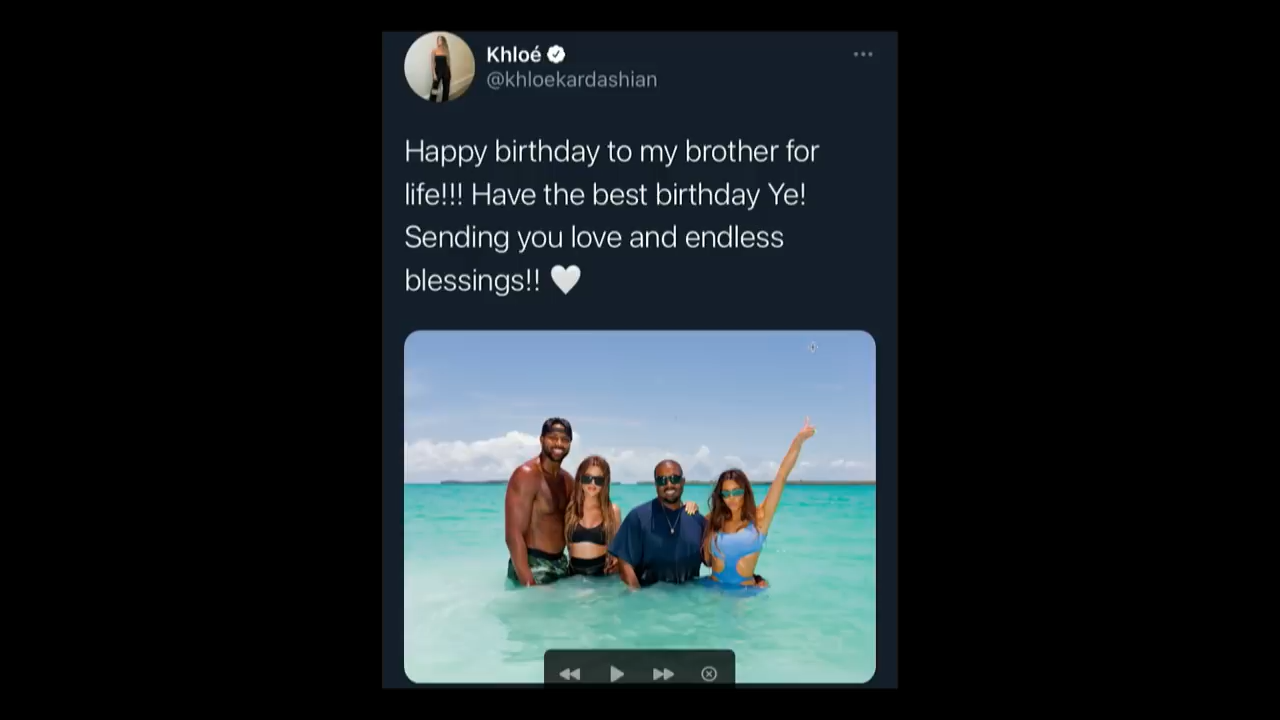 Khloé
@khloekardashian
Happy birthday to my brother for
life!!! Have the best birthday Ye!
Sending you love and endless
blessings!! 🤍